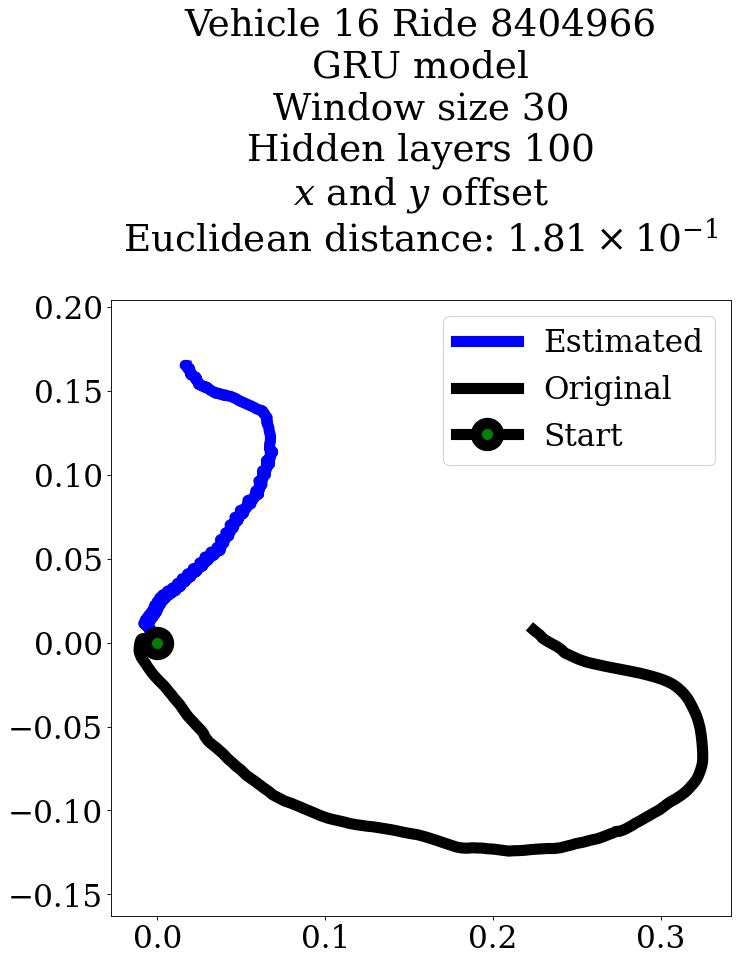 Vehicle 16 Ride 8404966
GRU model
Window size 30
Hidden layers 100
x and y offset
Euclidean distance: 1.81 × 10⁻¹
Estimated
Original
Start
0.20
0.15
0.10
0.05
0.00
−0.05
−0.10
−0.15
0.0 0.1 0.2 0.3